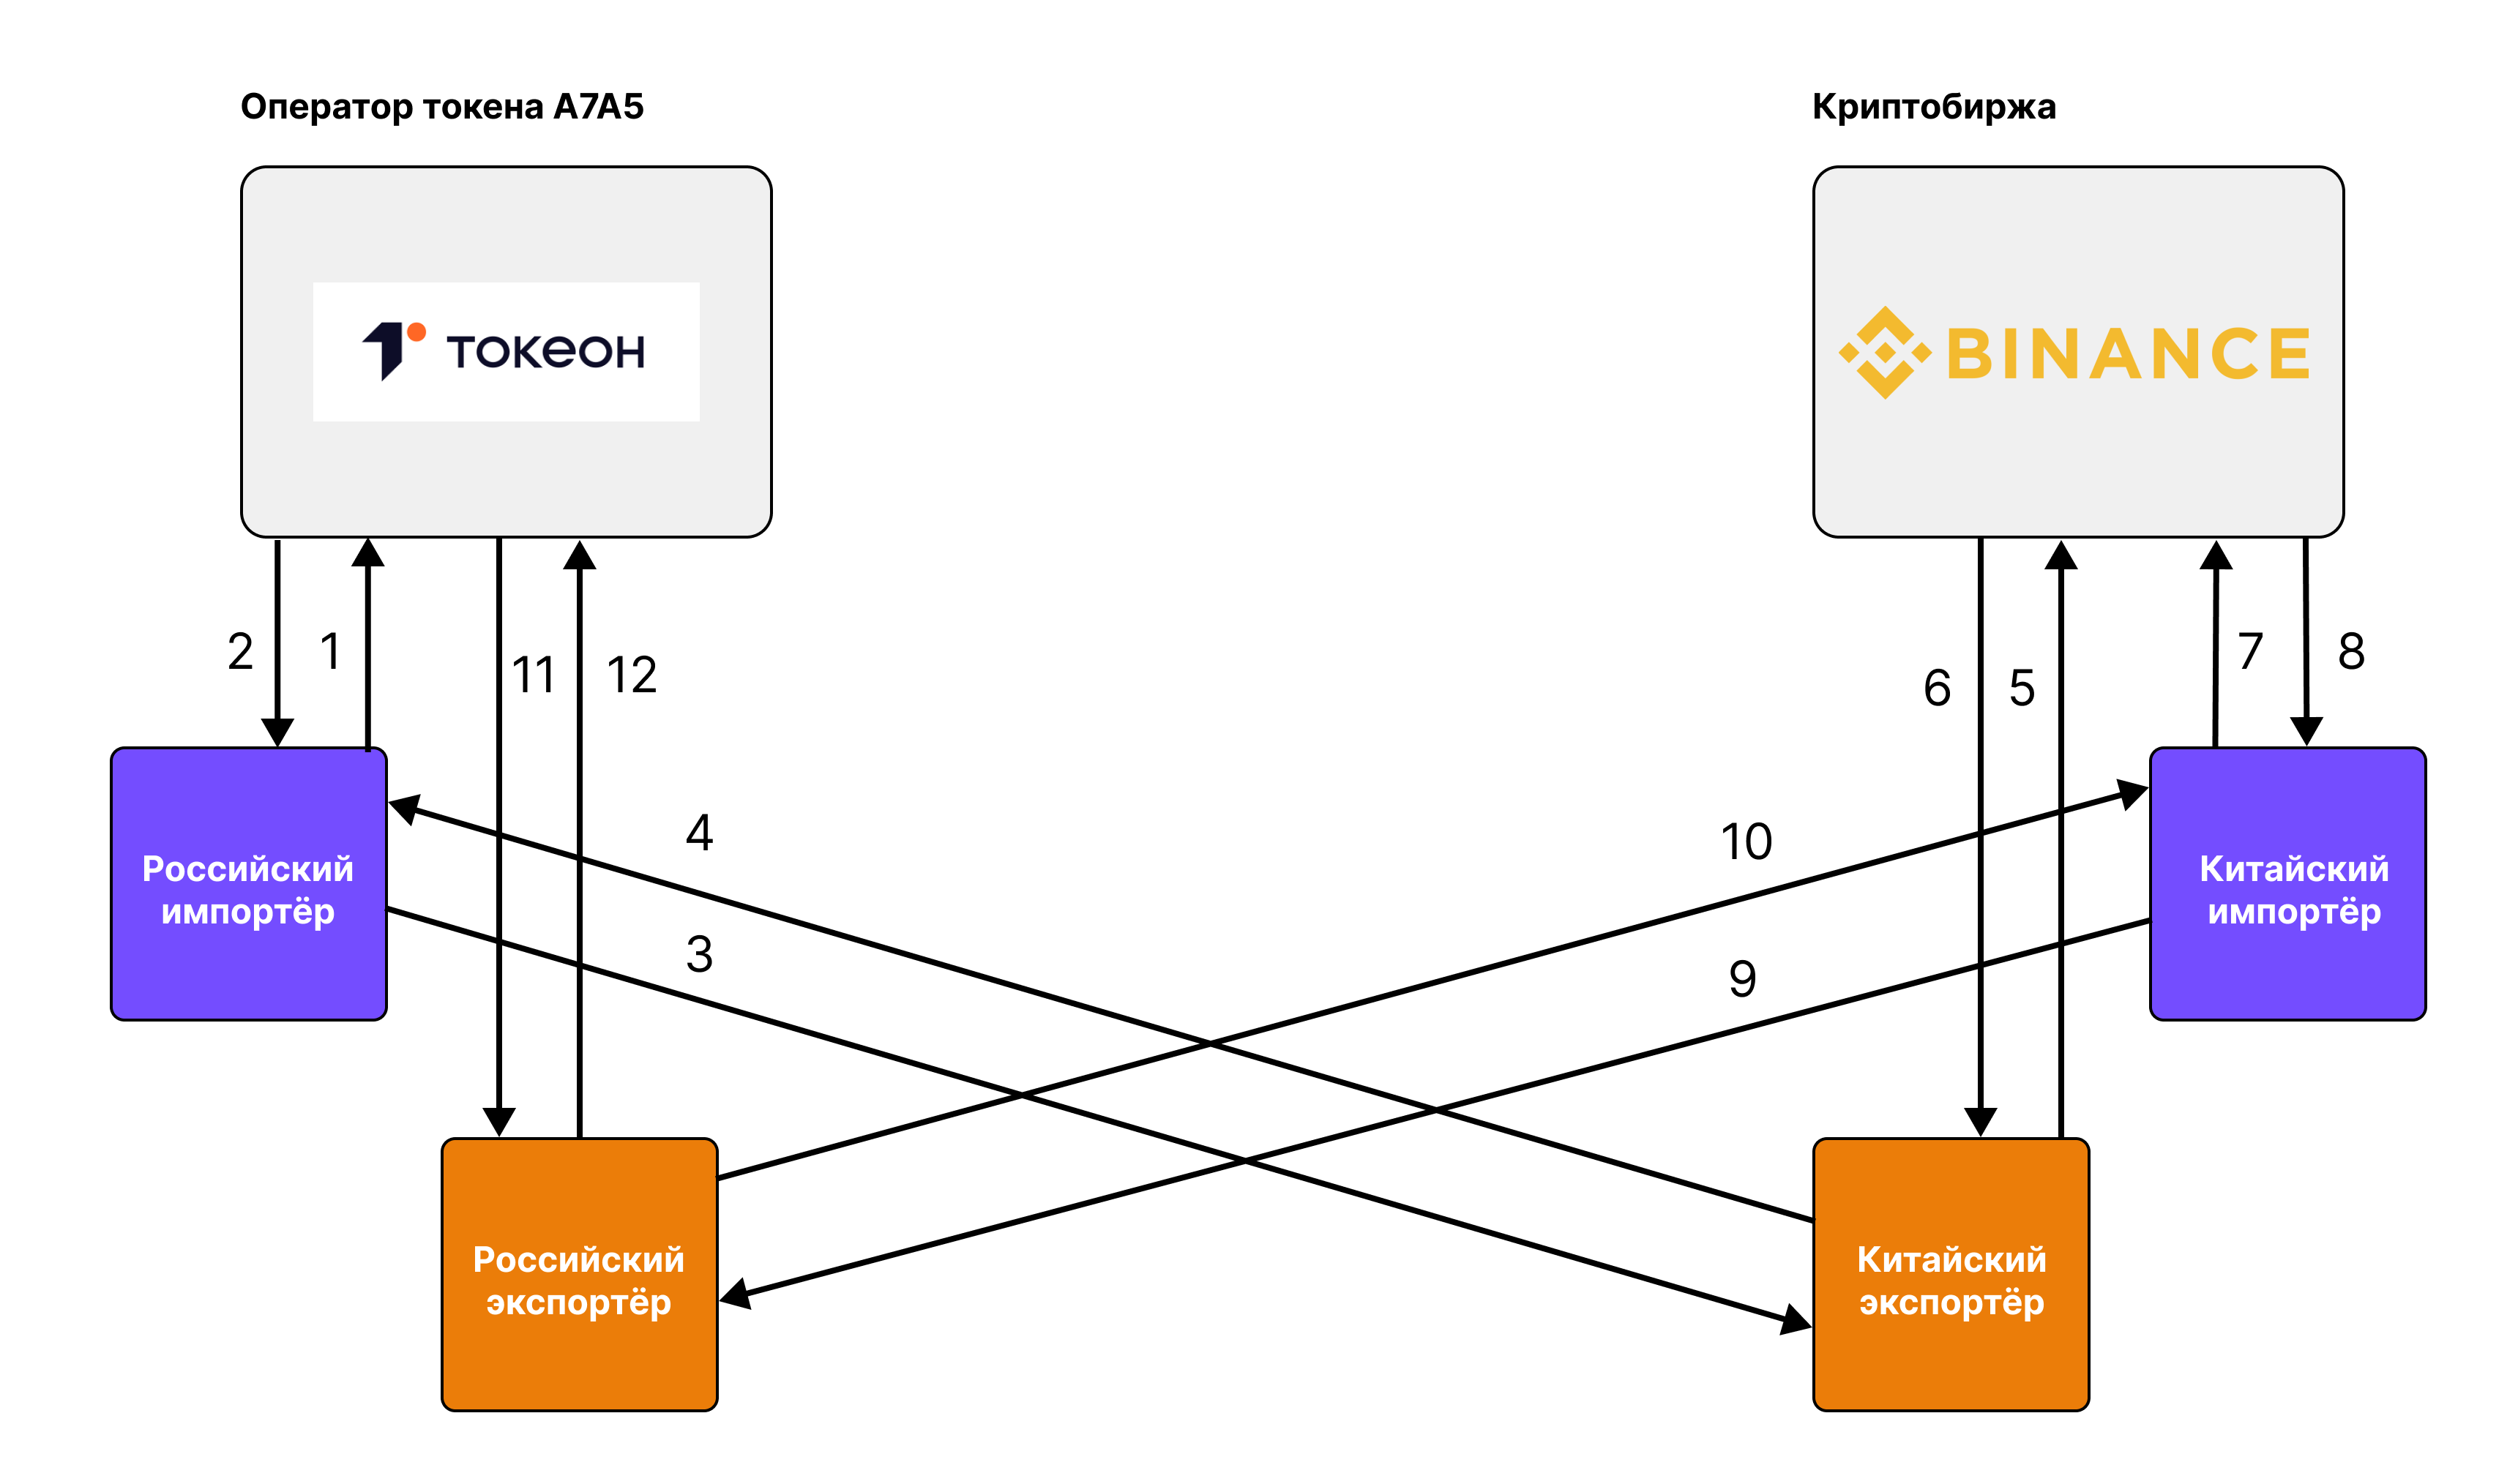 Оператор токена А7А5
Криптобиржа
ТОКЕОН
BINANCE
2
1
11
12
6
5
7
8
4
10
3
9
Российский
импортёр
Китайский
импортёр
Российский
экспортёр
Китайский
экспортёр